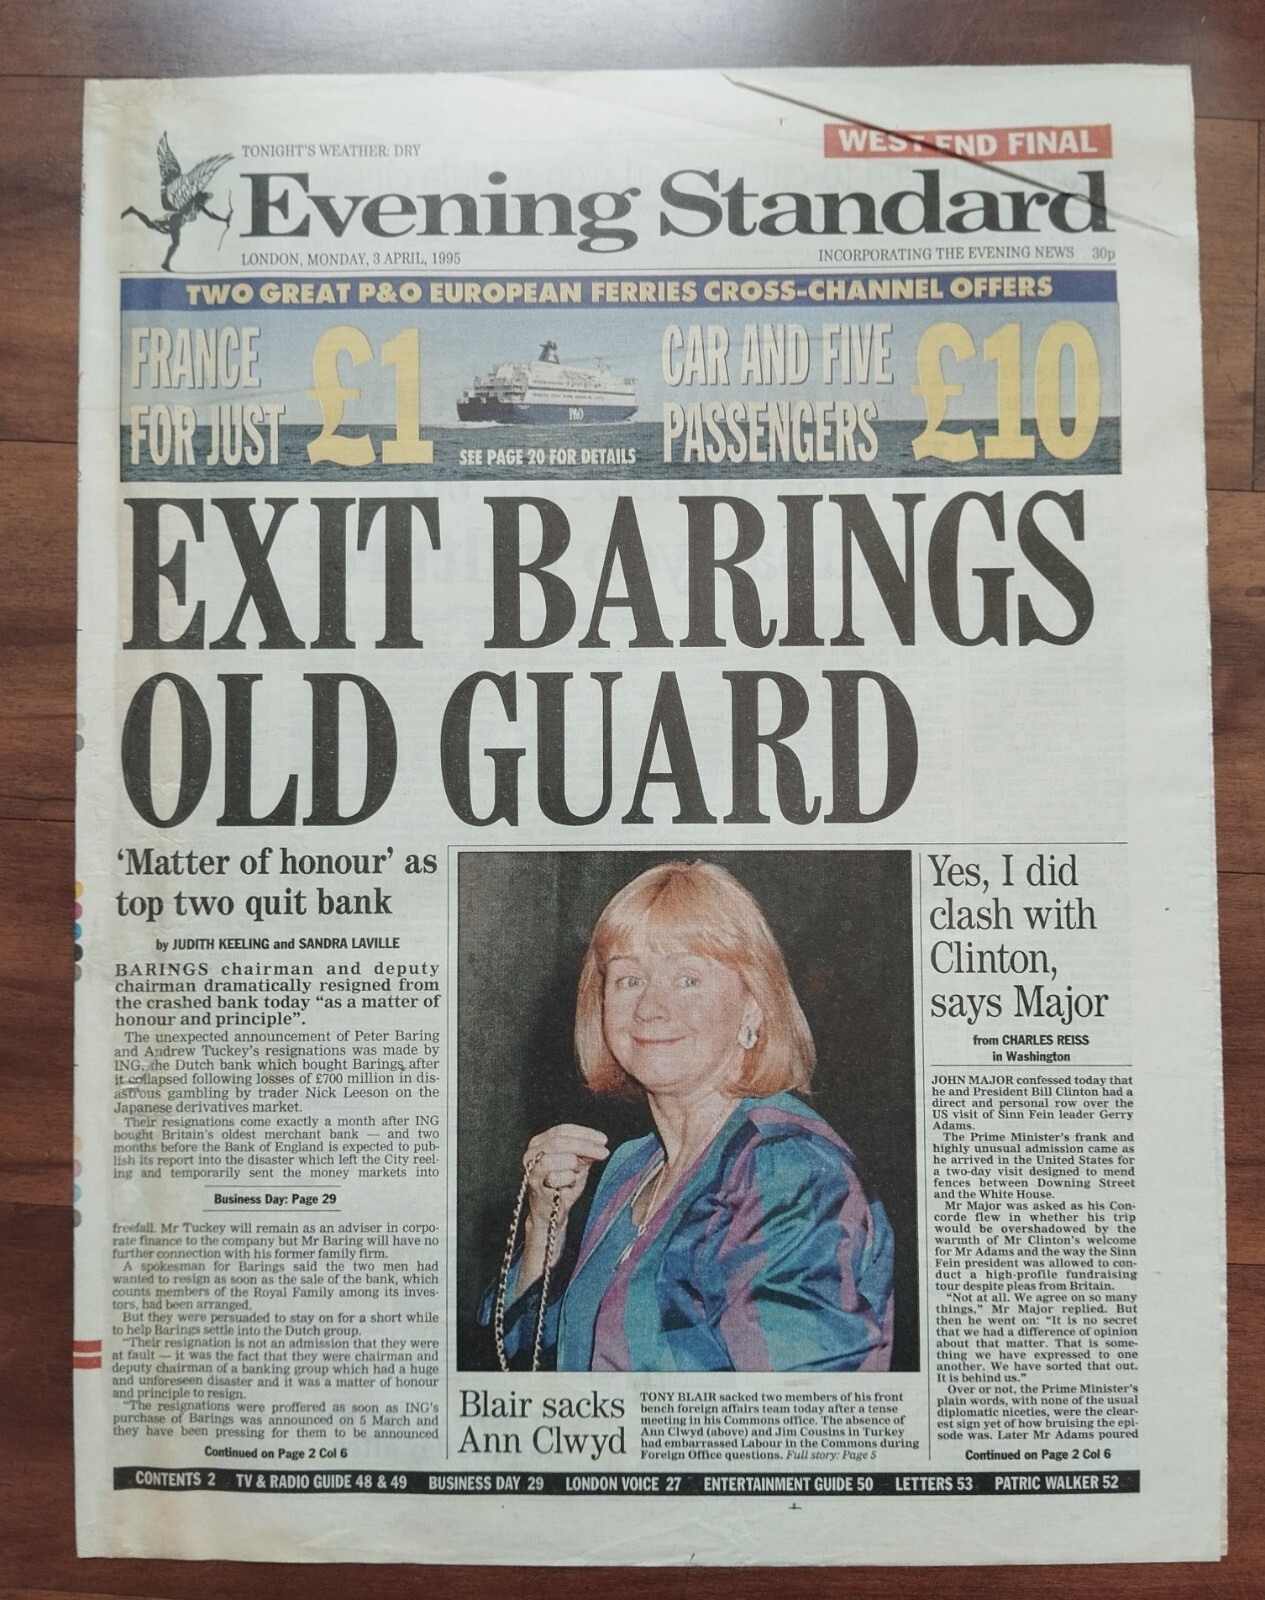 WEST END FINAL
TONIGHT'S WEATHER: DRY
Evening Standard
LONDON, MONDAY, 3 APRIL, 1995
INCORPORATING THE EVENING NEWS 30p
TWO GREAT P&O EUROPEAN FERRIES CROSS-CHANNEL OFFERS
FRANCE
FOR JUST
£1
P&O
SEE PAGE 20 FOR DETAILS
CAR AND FIVE
PASSENGERS
£10
EXIT BARINGS
OLD GUARD
'Matter of honour' as
top two quit bank
by JUDITH KEELING and SANDRA LAVILLE
BARINGS chairman and deputy
chairman dramatically resigned from
the crashed bank today "as a matter of
honour and principle".
The unexpected announcement of Peter Baring
and Andrew Tuckey's resignations was made by
ING, the Dutch bank which bought Barings after
it collapsed following losses of £700 million in dis-
astrous gambling by trader Nick Leeson on the
Japanese derivatives market.
Their resignations come exactly a month after ING
bought Britain's oldest merchant bank — and two
months before the Bank of England is expected to pub-
lish its report into the disaster which left the City reel-
ing and temporarily sent the money markets into
Business Day: Page 29
freefall. Mr Tuckey will remain as an adviser in corpo-
rate finance to the company but Mr Baring will have no
further connection with his former family firm.
A spokesman for Barings said the two men had
wanted to resign as soon as the sale of the bank, which
counts members of the Royal Family among its inves-
tors, had been arranged.
But they were persuaded to stay on for a short while
to help Barings settle into the Dutch group.
"Their resignation is not an admission that they were
at fault — it was the fact that they were chairman and
deputy chairman of a banking group which had a huge
and unforeseen disaster and it was a matter of honour
and principle to resign.
"The resignations were proffered as soon as ING's
purchase of Barings was announced on 5 March and
they have been pressing for them to be announced
Continued on Page 2 Col 6
Blair sacks
Ann Clwyd
TONY BLAIR sacked two members of his front
bench foreign affairs team today after a tense
meeting in his Commons office. The absence of
Ann Clwyd (above) and Jim Cousins in Turkey
had embarrassed Labour in the Commons during
Foreign Office questions. Full story: Page 5
Yes, I did
clash with
Clinton,
says Major
from CHARLES REISS
in Washington
JOHN MAJOR confessed today that
he and President Bill Clinton had a
direct and personal row over the
US visit of Sinn Fein leader Gerry
Adams.
The Prime Minister's frank and
highly unusual admission came as
he arrived in the United States for
a two-day visit designed to mend
fences between Downing Street
and the White House.
Mr Major was asked as his Con-
corde flew in whether his trip
would be overshadowed by the
warmth of Mr Clinton's welcome
for Mr Adams and the way the Sinn
Fein president was allowed to con-
duct a high-profile fundraising
tour despite pleas from Britain.
"Not at all. We agree on so many
things," Mr Major replied. But
then he went on: "It is no secret
that we had a difference of opinion
about that matter. That is some-
thing we have expressed to one
another. We have sorted that out.
It is behind us."
Over or not, the Prime Minister's
plain words, with none of the usual
diplomatic niceties, were the clear-
est sign yet of how bruising the epi-
sode was. Later Mr Adams poured
Continued on Page 2 Col 6
CONTENTS 2 TV & RADIO GUIDE 48 & 49 BUSINESS DAY 29 LONDON VOICE 27 ENTERTAINMENT GUIDE 50 LETTERS 53 PATRIC WALKER 52